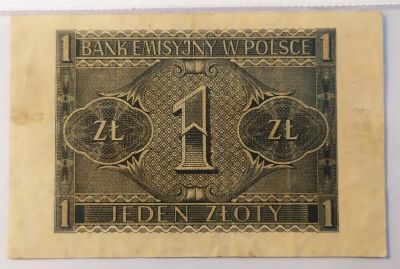 1 BANK EMISYJNY W POLSCE 1
ZŁ 1 ZŁ
1 JEDEN ZŁOTY 1